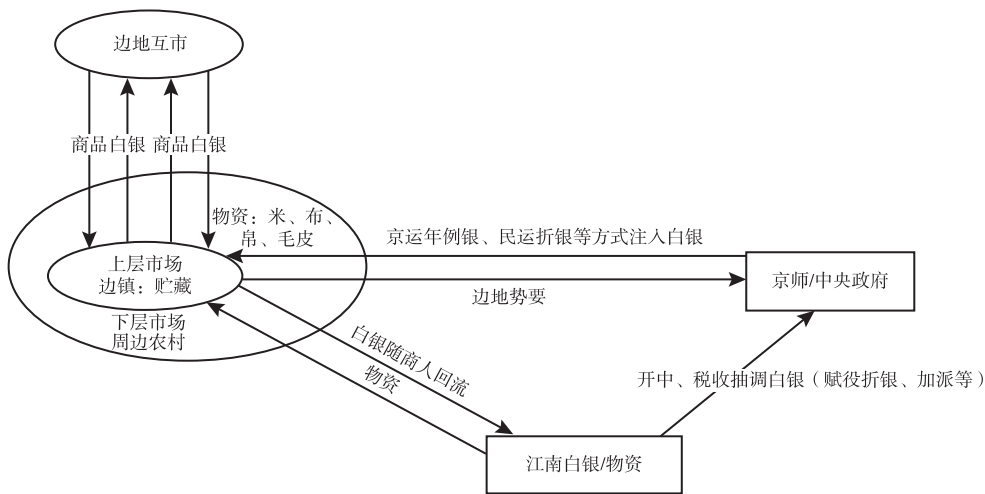 边地互市
商品 白银 商品 白银
物资：米、布、
帛、毛皮
京运年例银、民运折银等方式注入白银
上层市场
边镇：贮藏
京师/中央政府
边地势要
下层市场
周边农村
白银随商人回流
物资
开中、税收抽调白银（赋役折银、加派等）
江南白银/物资